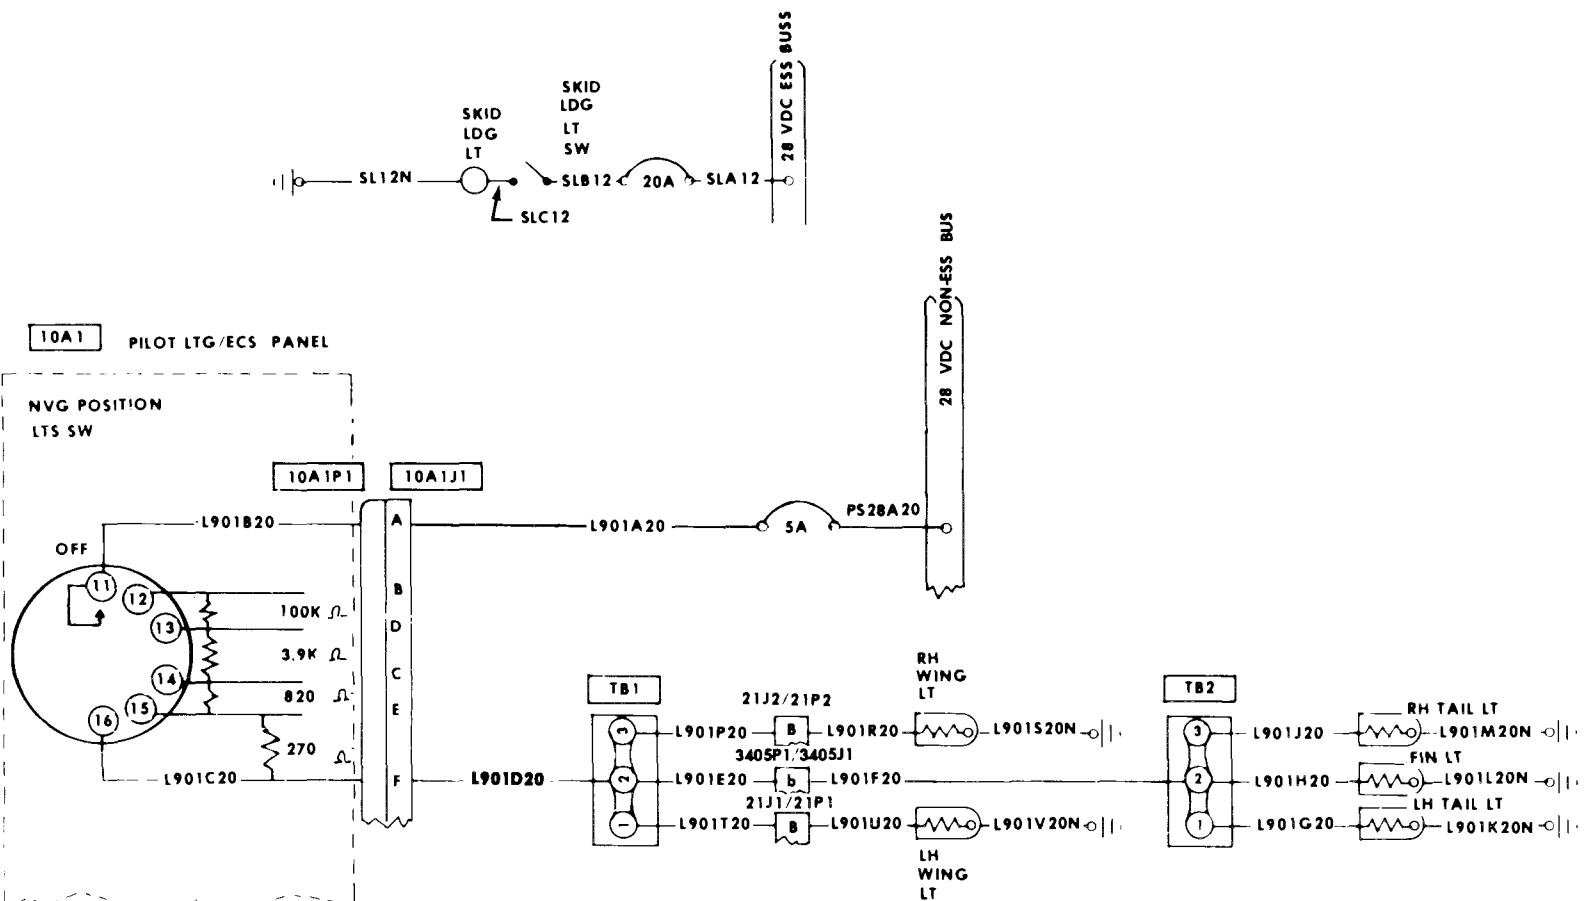 28 VDC ESS BUSS
SKID
LDG
LT
SW
SKID
LDG
LT
SL12N
SLB12
20A
SLA12
SLC12
28 VDC NON-ESS BUS
10A1
PILOT LTG/ECS PANEL
NVG POSITION
LTS SW
10A1P1
10A1J1
L901B20
A
L901A20
5A
PS28A20
OFF
11
12
13
14
15
16
100K Ω
3.9K Ω
820 Ω
270 Ω
B
D
C
E
F
L901C20
L901D20
TB1
3
2
1
21J2/21P2
L901P20
B
L901R20
RH
WING
LT
L901S20N
3405P1/3405J1
L901E20
b
L901F20
21J1/21P1
L901T20
B
L901U20
L901V20N
LH
WING
LT
TB2
3
2
1
RH TAIL LT
L901J20
L901M20N
FIN LT
L901H20
L901L20N
LH TAIL LT
L901G20
L901K20N